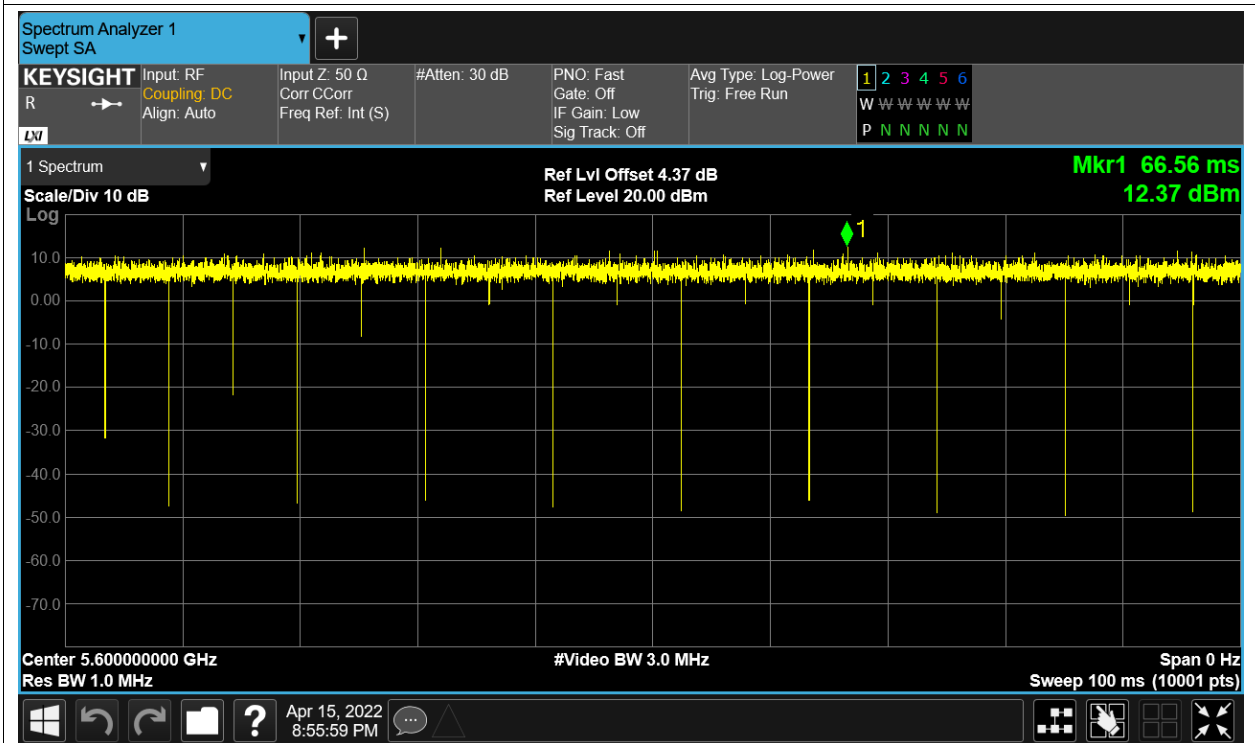 Spectrum Analyzer 1
Swept SA
KEYSIGHT
R
LXI
Input: RF
Coupling: DC
Align: Auto
Input Z: 50 Ω
Corr CCorr
Freq Ref: Int (S)
#Atten: 30 dB
PNO: Fast
Gate: Off
IF Gain: Low
Sig Track: Off
Avg Type: Log-Power
Trig: Free Run
1 2 3 4 5 6
W W W W W W
P N N N N N
1 Spectrum
Scale/Div 10 dB
Ref Lvl Offset 4.37 dB
Ref Level 20.00 dBm
Mkr1 66.56 ms
12.37 dBm
Log
1
10.0
0.00
-10.0
-20.0
-30.0
-40.0
-50.0
-60.0
-70.0
Center 5.600000000 GHz
#Video BW 3.0 MHz
Span 0 Hz
Res BW 1.0 MHz
Sweep 100 ms (10001 pts)
?
Apr 15, 2022
8:55:59 PM